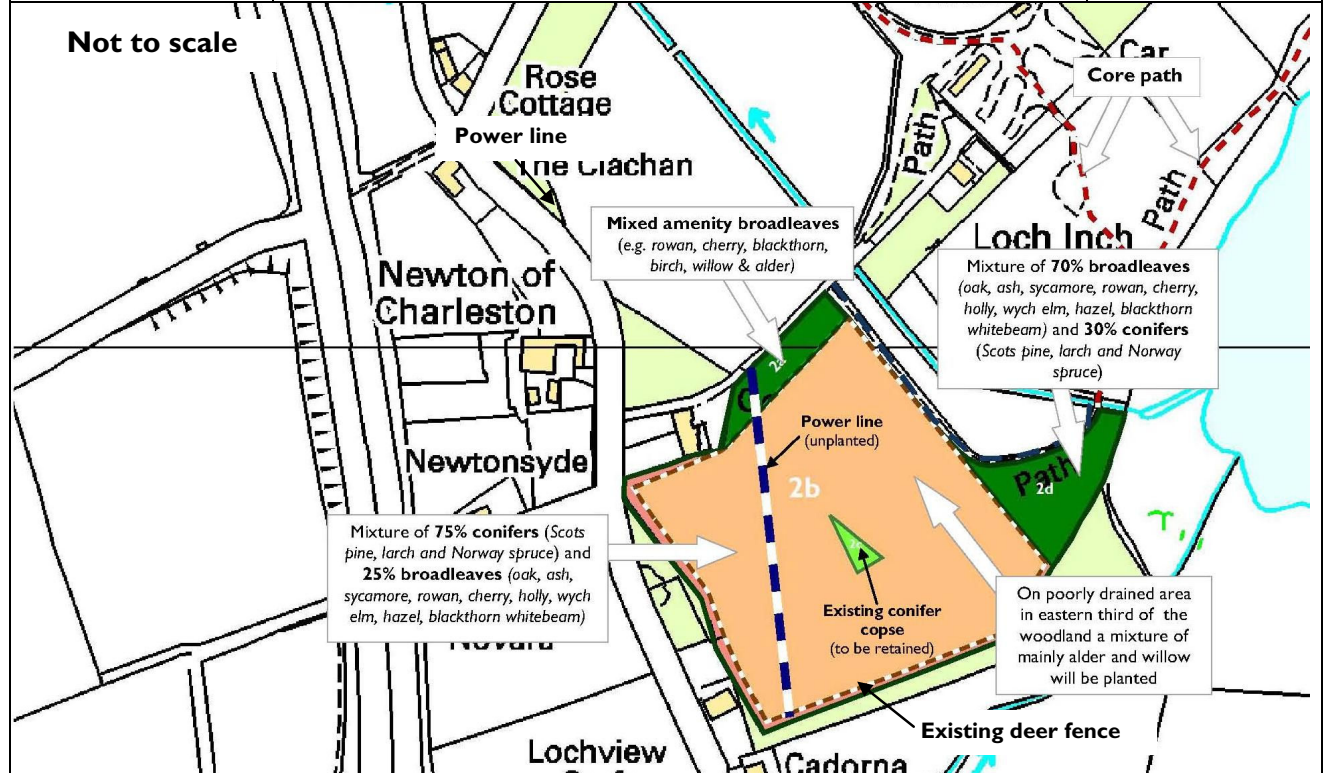 Not to scale
Rose
Cottage
Power line
The Clachan
Car
Core path
Path
Path
Loch Inch
Mixed amenity broadleaves
(e.g. rowan, cherry, blackthorn,
birch, willow & alder)
Mixture of 70% broadleaves
(oak, ash, sycamore, rowan, cherry,
holly, wych elm, hazel, blackthorn
whitebeam) and 30% conifers
(Scots pine, larch and Norway
spruce)
Newton of
Charleston
2a
Power line
(unplanted)
Newtonsyde
2b
Path
2d
Mixture of 75% conifers (Scots
pine, larch and Norway spruce) and
25% broadleaves (oak, ash,
sycamore, rowan, cherry, holly, wych
elm, hazel, blackthorn whitebeam)
Existing conifer
copse
(to be retained)
On poorly drained area
in eastern third of the
woodland a mixture of
mainly alder and willow
will be planted
Novara
Existing deer fence
Lochview
Cadorna